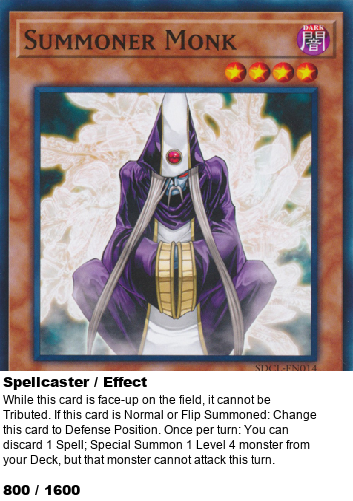 SUMMONER MONK
DARK
闇
SDCL-EN014
Spellcaster / Effect
While this card is face-up on the field, it cannot be
Tributed. If this card is Normal or Flip Summoned: Change
this card to Defense Position. Once per turn: You can
discard 1 Spell; Special Summon 1 Level 4 monster from
your Deck, but that monster cannot attack this turn.
800 / 1600